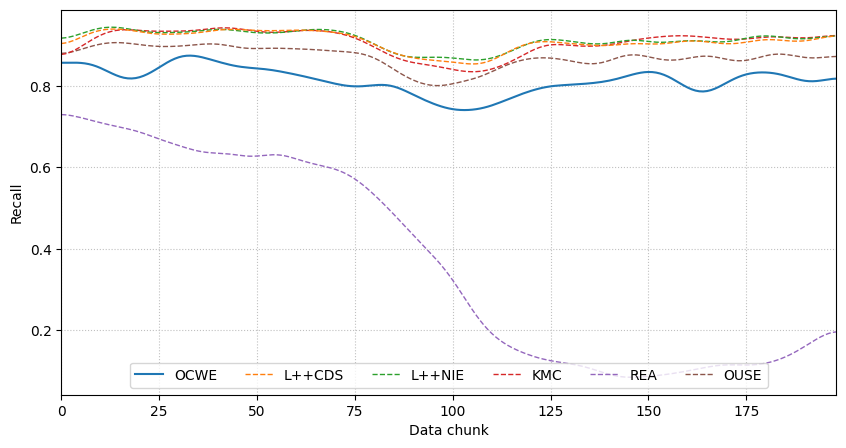 Recall
0.8
0.6
0.4
0.2
OCWE L++CDS L++NIE KMC REA OUSE
0 25 50 75 100 125 150 175
Data chunk